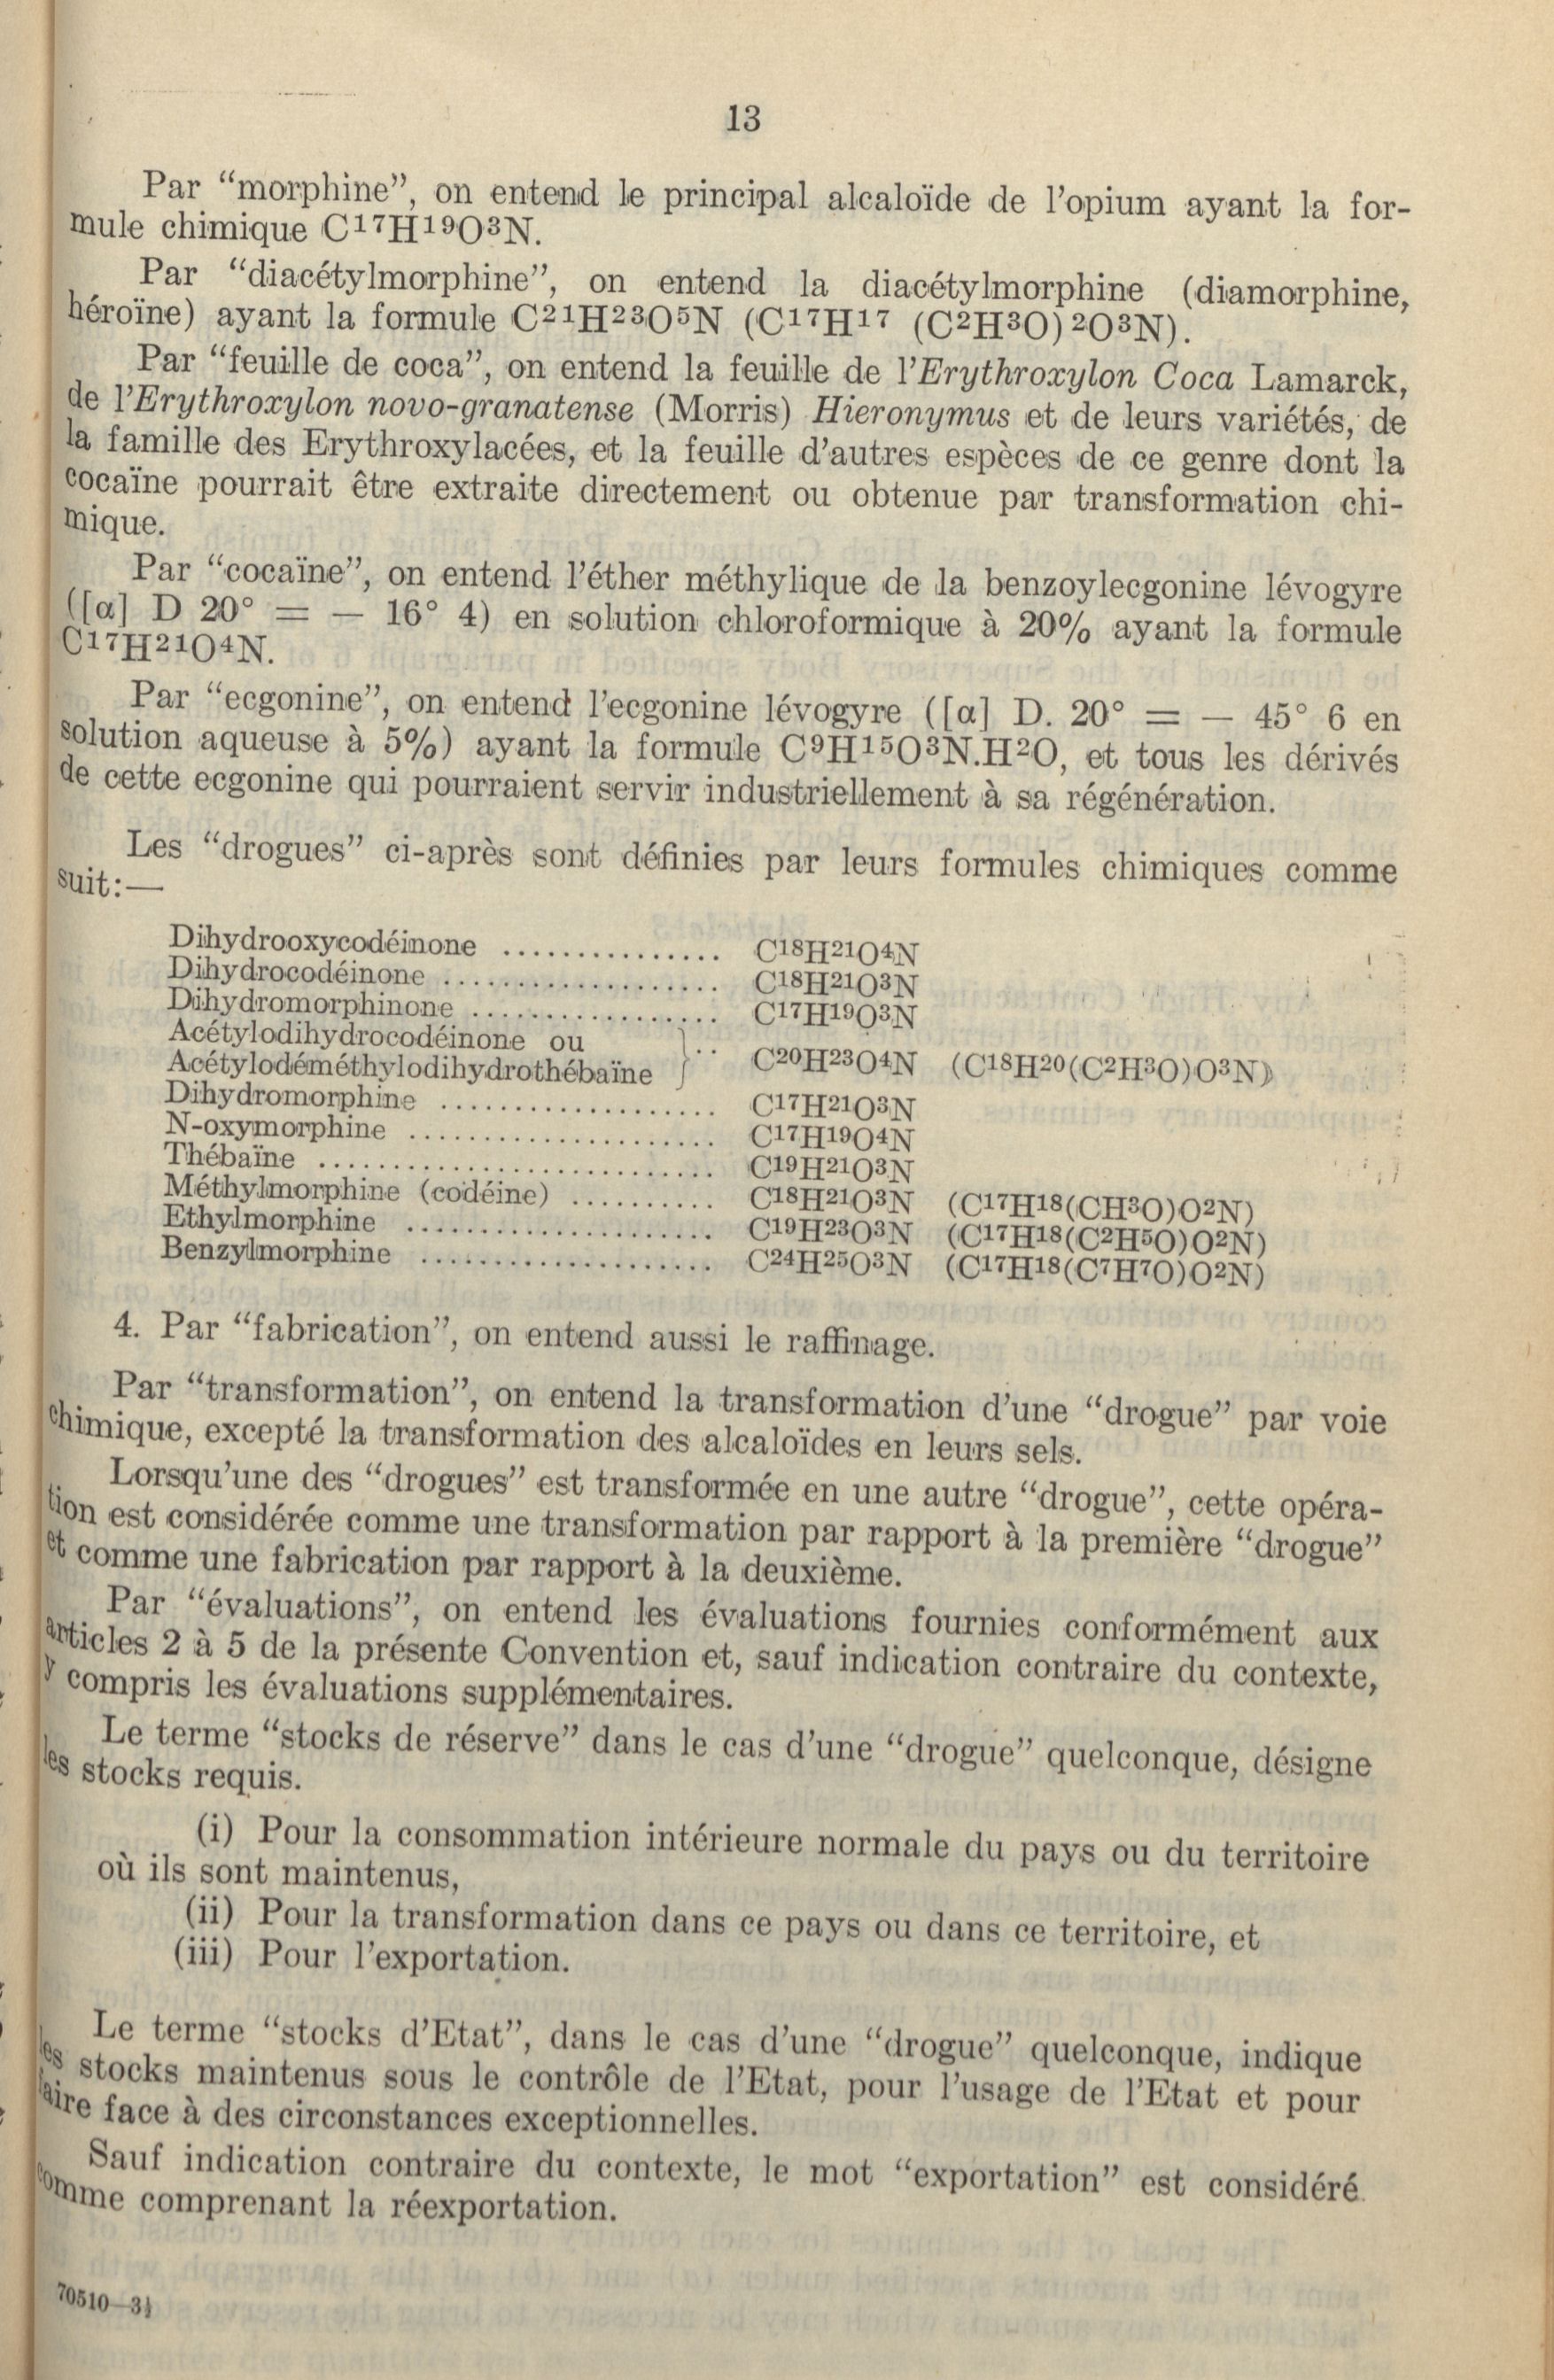 13
Par “morphine”, on entend le principal alcaloïde de l’opium ayant la for-
mule chimique C17H19O3N.
Par “diacétylmorphine”, on entend la diacétylmorphine (diamorphine,
héroïne) ayant la formule C21H23O5N (C17H17 (C2H3O)2O3N).
Par “feuille de coca”, on entend la feuille de l’Erythroxylon Coca Lamarck,
de l’Erythroxylon novo-granatense (Morris) Hieronymus et de leurs variétés, de
la famille des Erythroxylacées, et la feuille d’autres espèces de ce genre dont la
cocaïne pourrait être extraite directement ou obtenue par transformation chi-
mique.
Par “cocaïne”, on entend l’éther méthylique de la benzoylecgonine lévogyre
([α] D 20° = — 16° 4) en solution chloroformique à 20% ayant la formule
C17H21O4N.
Par “ecgonine”, on entend l’ecgonine lévogyre ([α] D. 20° = — 45° 6 en
solution aqueuse à 5%) ayant la formule C9H15O3N.H2O, et tous les dérivés
de cette ecgonine qui pourraient servir industriellement à sa régénération.
Les “drogues” ci-après sont définies par leurs formules chimiques comme
suit:—
Dihydrooxycodéinone ............... C18H21O4N
Dihydrocodéinone ................... C18H21O3N
Dihydromorphinone ................. C17H19O3N
Acétylodihydrocodéinone ou
Acétylodéméthylodihydrothébaïne } .. C20H23O4N (C18H20(C2H3O)O3N)
Dihydromorphine ................... C17H21O3N
N-oxymorphine ..................... C17H19O4N
Thébaïne ........................... C19H21O3N
Méthylmorphine (codéine) .......... C18H21O3N (C17H18(CH3O)O2N)
Ethylmorphine ..................... C19H23O3N (C17H18(C2H5O)O2N)
Benzylmorphine .................... C24H25O3N (C17H18(C7H7O)O2N)
4. Par “fabrication”, on entend aussi le raffinage.
Par “transformation”, on entend la transformation d’une “drogue” par voie
chimique, excepté la transformation des alcaloïdes en leurs sels.
Lorsqu’une des “drogues” est transformée en une autre “drogue”, cette opéra-
tion est considérée comme une transformation par rapport à la première “drogue”
et comme une fabrication par rapport à la deuxième.
Par “évaluations”, on entend les évaluations fournies conformément aux
articles 2 à 5 de la présente Convention et, sauf indication contraire du contexte,
y compris les évaluations supplémentaires.
Le terme “stocks de réserve” dans le cas d’une “drogue” quelconque, désigne
les stocks requis.
(i) Pour la consommation intérieure normale du pays ou du territoire
où ils sont maintenus,
(ii) Pour la transformation dans ce pays ou dans ce territoire, et
(iii) Pour l’exportation.
Le terme “stocks d’Etat”, dans le cas d’une “drogue” quelconque, indique
les stocks maintenus sous le contrôle de l’Etat, pour l’usage de l’Etat et pour
faire face à des circonstances exceptionnelles.
Sauf indication contraire du contexte, le mot “exportation” est considéré
comme comprenant la réexportation.
70510—3½